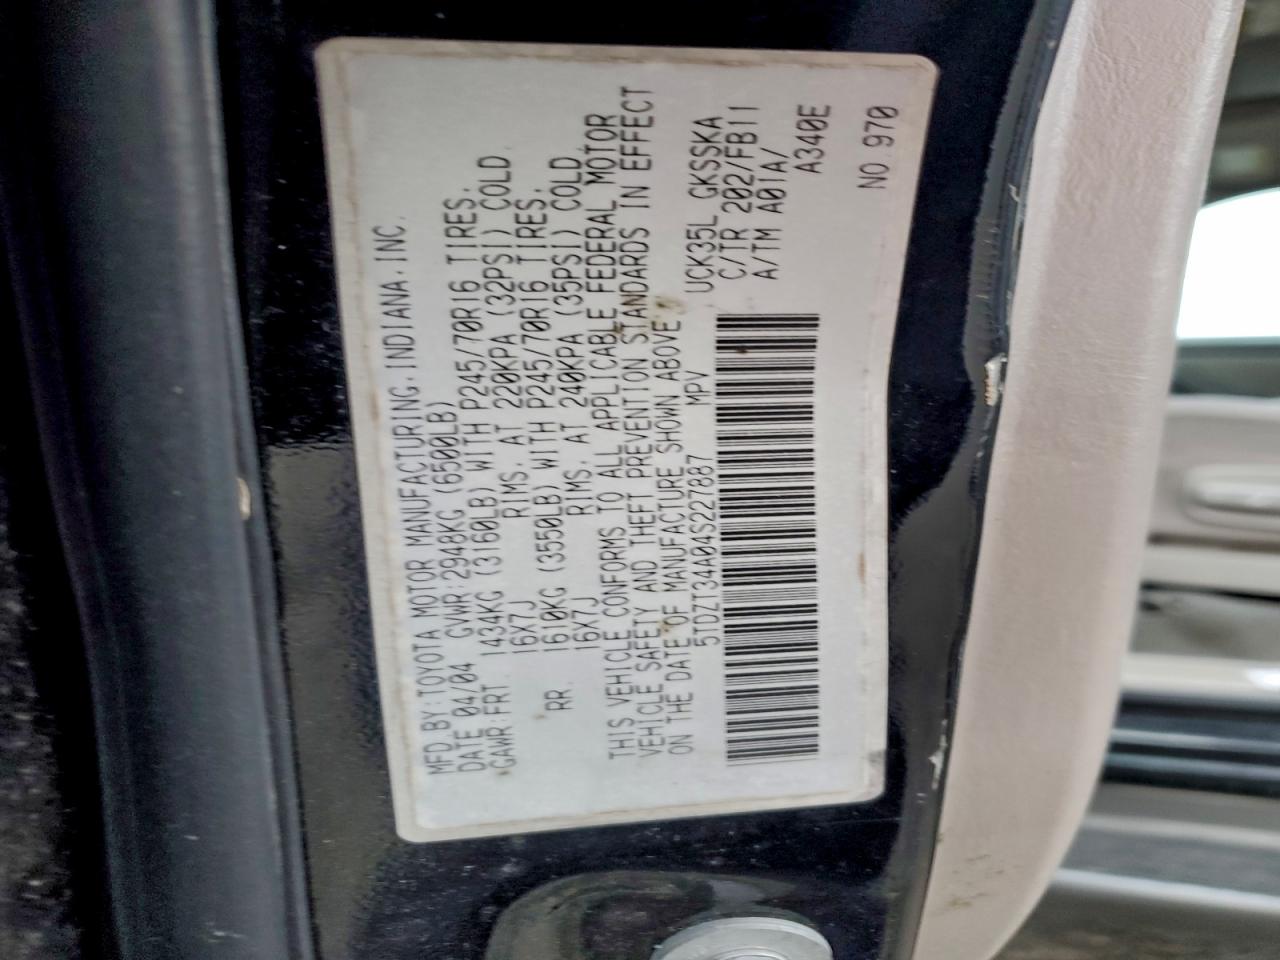 MFD BY:TOYOTA MOTOR MANUFACTURING,INDIANA,INC.
DATE 04/04 GVWR 2948KG (6500LB)
GAWR:FRT. 1434KG (3160LB) WITH P245/70R16 TIRES,
16X7J RIMS, AT 220KPA (32PSI) COLD.
RR. 1610KG (3550LB) WITH P245/70R16 TIRES,
16X7J RIMS, AT 240KPA (35PSI) COLD.
THIS VEHICLE CONFORMS TO ALL APPLICABLE FEDERAL MOTOR
VEHICLE SAFETY AND THEFT PREVENTION STANDARDS IN EFFECT
ON THE DATE OF MANUFACTURE SHOWN ABOVE
5TDZT34A04S227887 MPV
UCK35L GKSSKA
C/TR 202/FB11
A/TM A01A/
A340E
NO.970